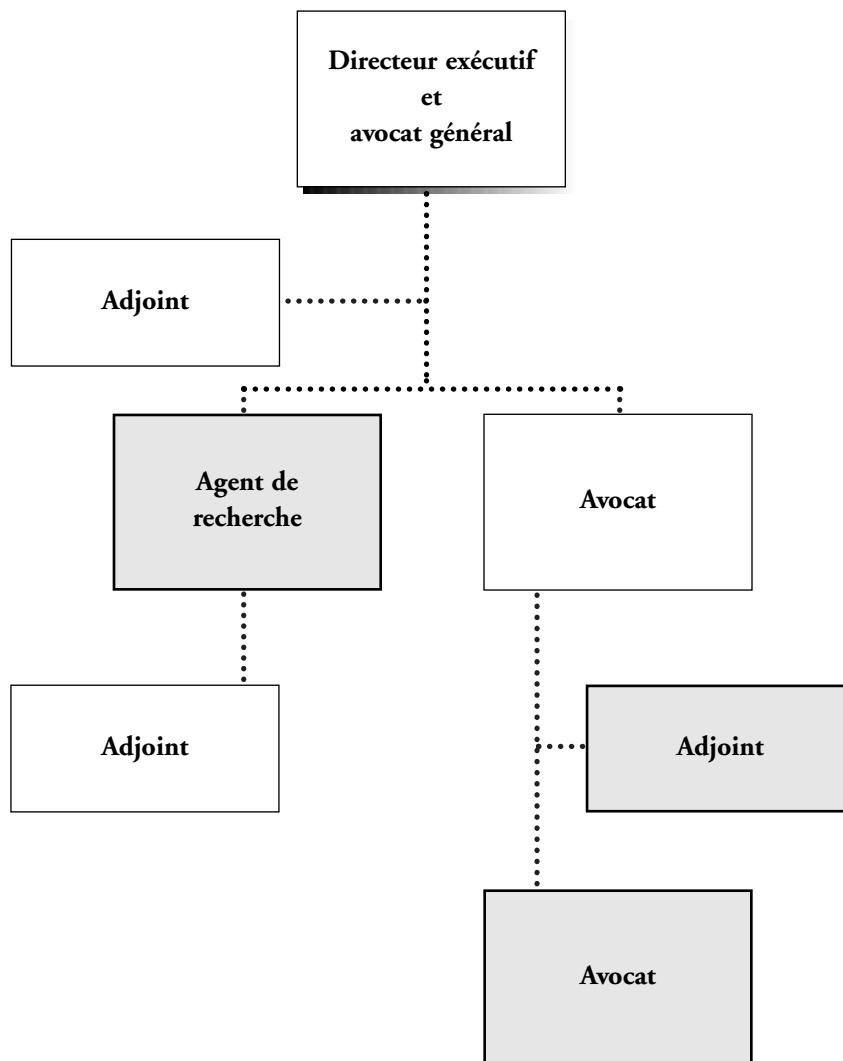 Directeur exécutif
et
avocat général
Adjoint
Agent de
recherche
Avocat
Adjoint
Adjoint
Avocat